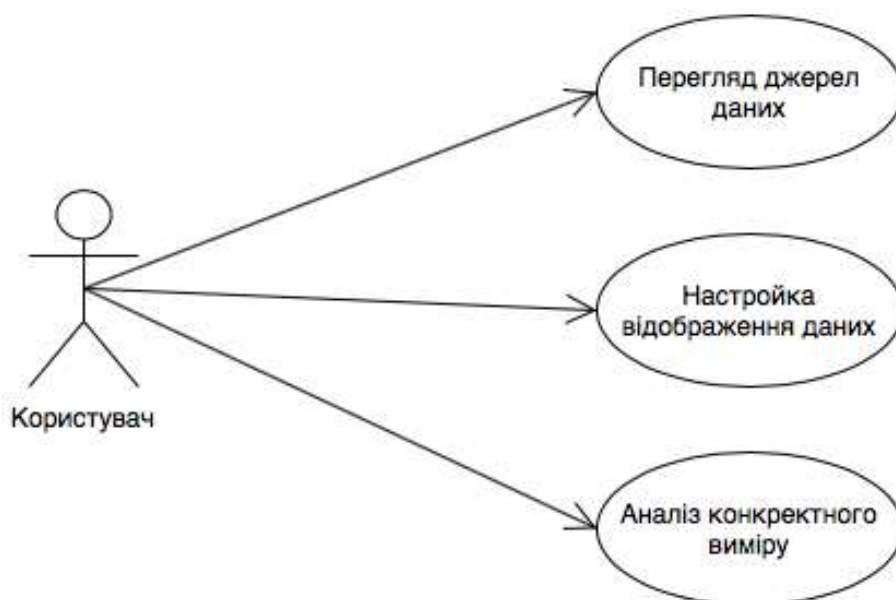 Перегляд джерел
даних
Настройка
відображення даних
Користувач
Аналіз конкректного
виміру